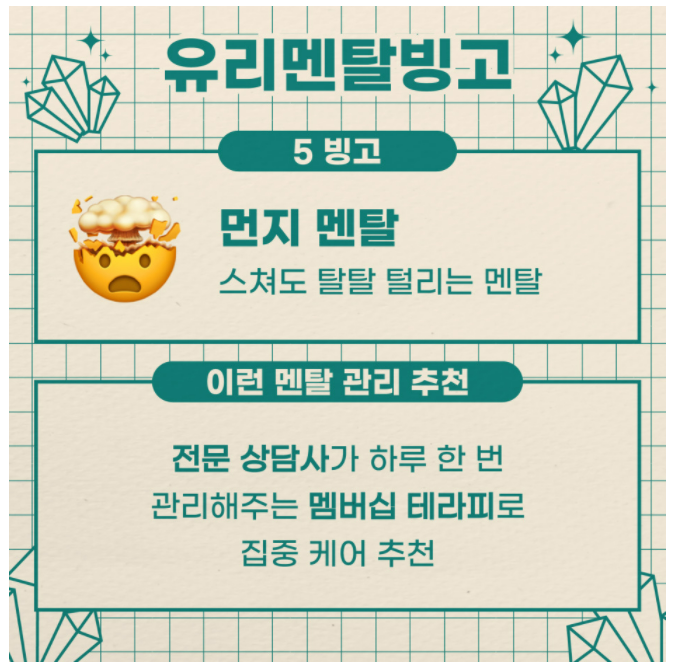 유리멘탈빙고
5 빙고
먼지 멘탈
스쳐도 탈탈 털리는 멘탈
이런 멘탈 관리 추천
전문 상담사가 하루 한 번
관리해주는 멤버십 테라피로
집중 케어 추천